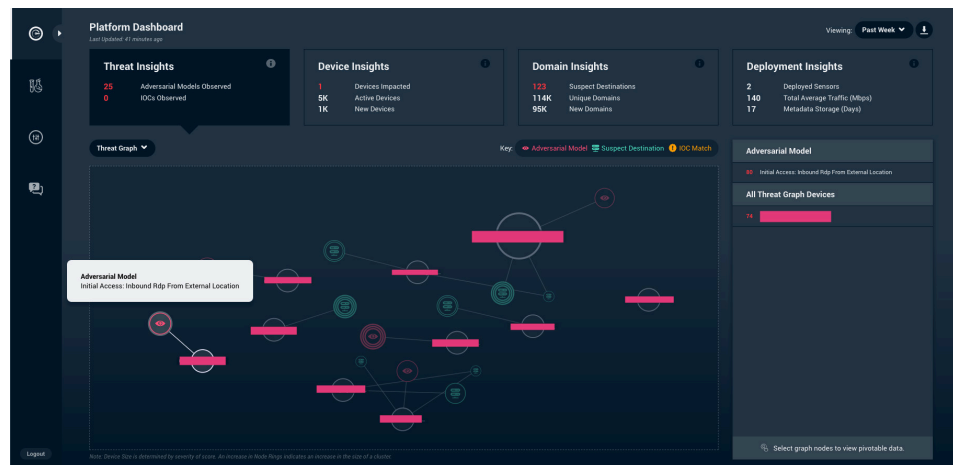 Platform Dashboard
Last Updated: 41 minutes ago
Viewing: Past Week
Threat Insights
25 Adversarial Models Observed
0 IOCs Observed
Device Insights
1 Devices Impacted
5K Active Devices
1K New Devices
Domain Insights
123 Suspect Destinations
114K Unique Domains
95K New Domains
Deployment Insights
2 Deployed Sensors
140 Total Average Traffic (Mbps)
17 Metadata Storage (Days)
Threat Graph
Key: Adversarial Model Suspect Destination IOC Match
Adversarial Model
80 Initial Access: Inbound Rdp From External Location
All Threat Graph Devices
74
Adversarial Model
Initial Access: Inbound Rdp From External Location
Select graph nodes to view pivotable data.
Logout
Note: Device Size is determined by severity of score. An increase in Node Rings indicates an increase in the size of a cluster.